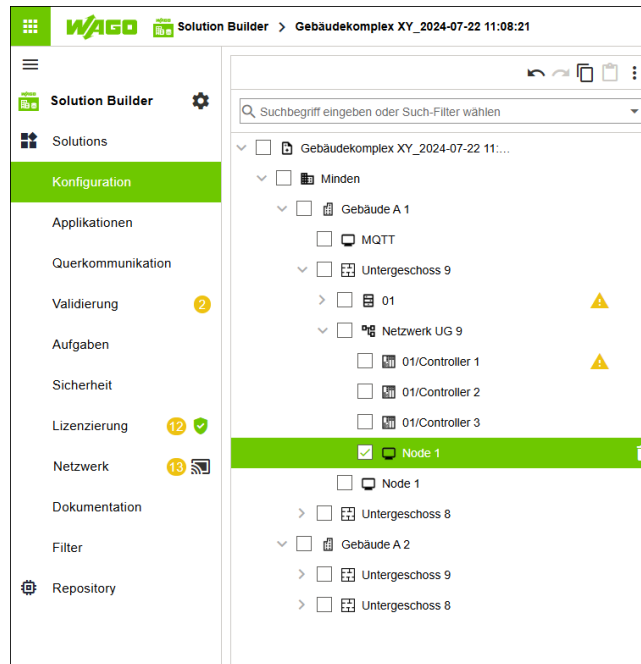 WAGO Solution Builder > Gebäudekomplex XY_2024-07-22 11:08:21
Solution Builder
Solutions
Konfiguration
Applikationen
Querkommunikation
Validierung 2
Aufgaben
Sicherheit
Lizenzierung 12
Netzwerk 13
Dokumentation
Filter
Repository
Suchbegriff eingeben oder Such-Filter wählen
Gebäudekomplex XY_2024-07-22 11:...
Minden
Gebäude A 1
MQTT
Untergeschoss 9
01
Netzwerk UG 9
01/Controller 1
01/Controller 2
01/Controller 3
Node 1
Node 1
Untergeschoss 8
Gebäude A 2
Untergeschoss 9
Untergeschoss 8